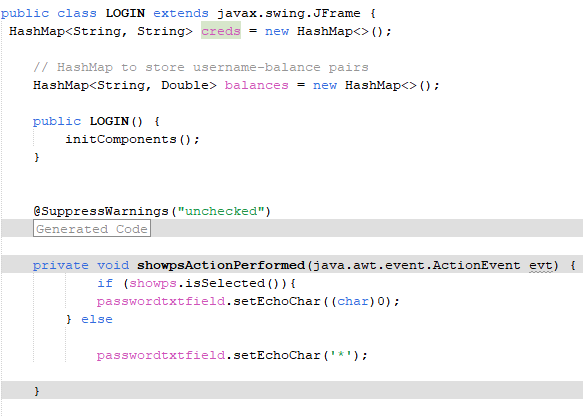 public class LOGIN extends javax.swing.JFrame {
HashMap<String, String> creds = new HashMap<>();
// HashMap to store username-balance pairs
HashMap<String, Double> balances = new HashMap<>();
public LOGIN() {
initComponents();
}
@SuppressWarnings("unchecked")
Generated Code
private void showpsActionPerformed(java.awt.event.ActionEvent evt) {
if (showps.isSelected()){
passwordtxtfield.setEchoChar((char)0);
} else
passwordtxtfield.setEchoChar('*');
}